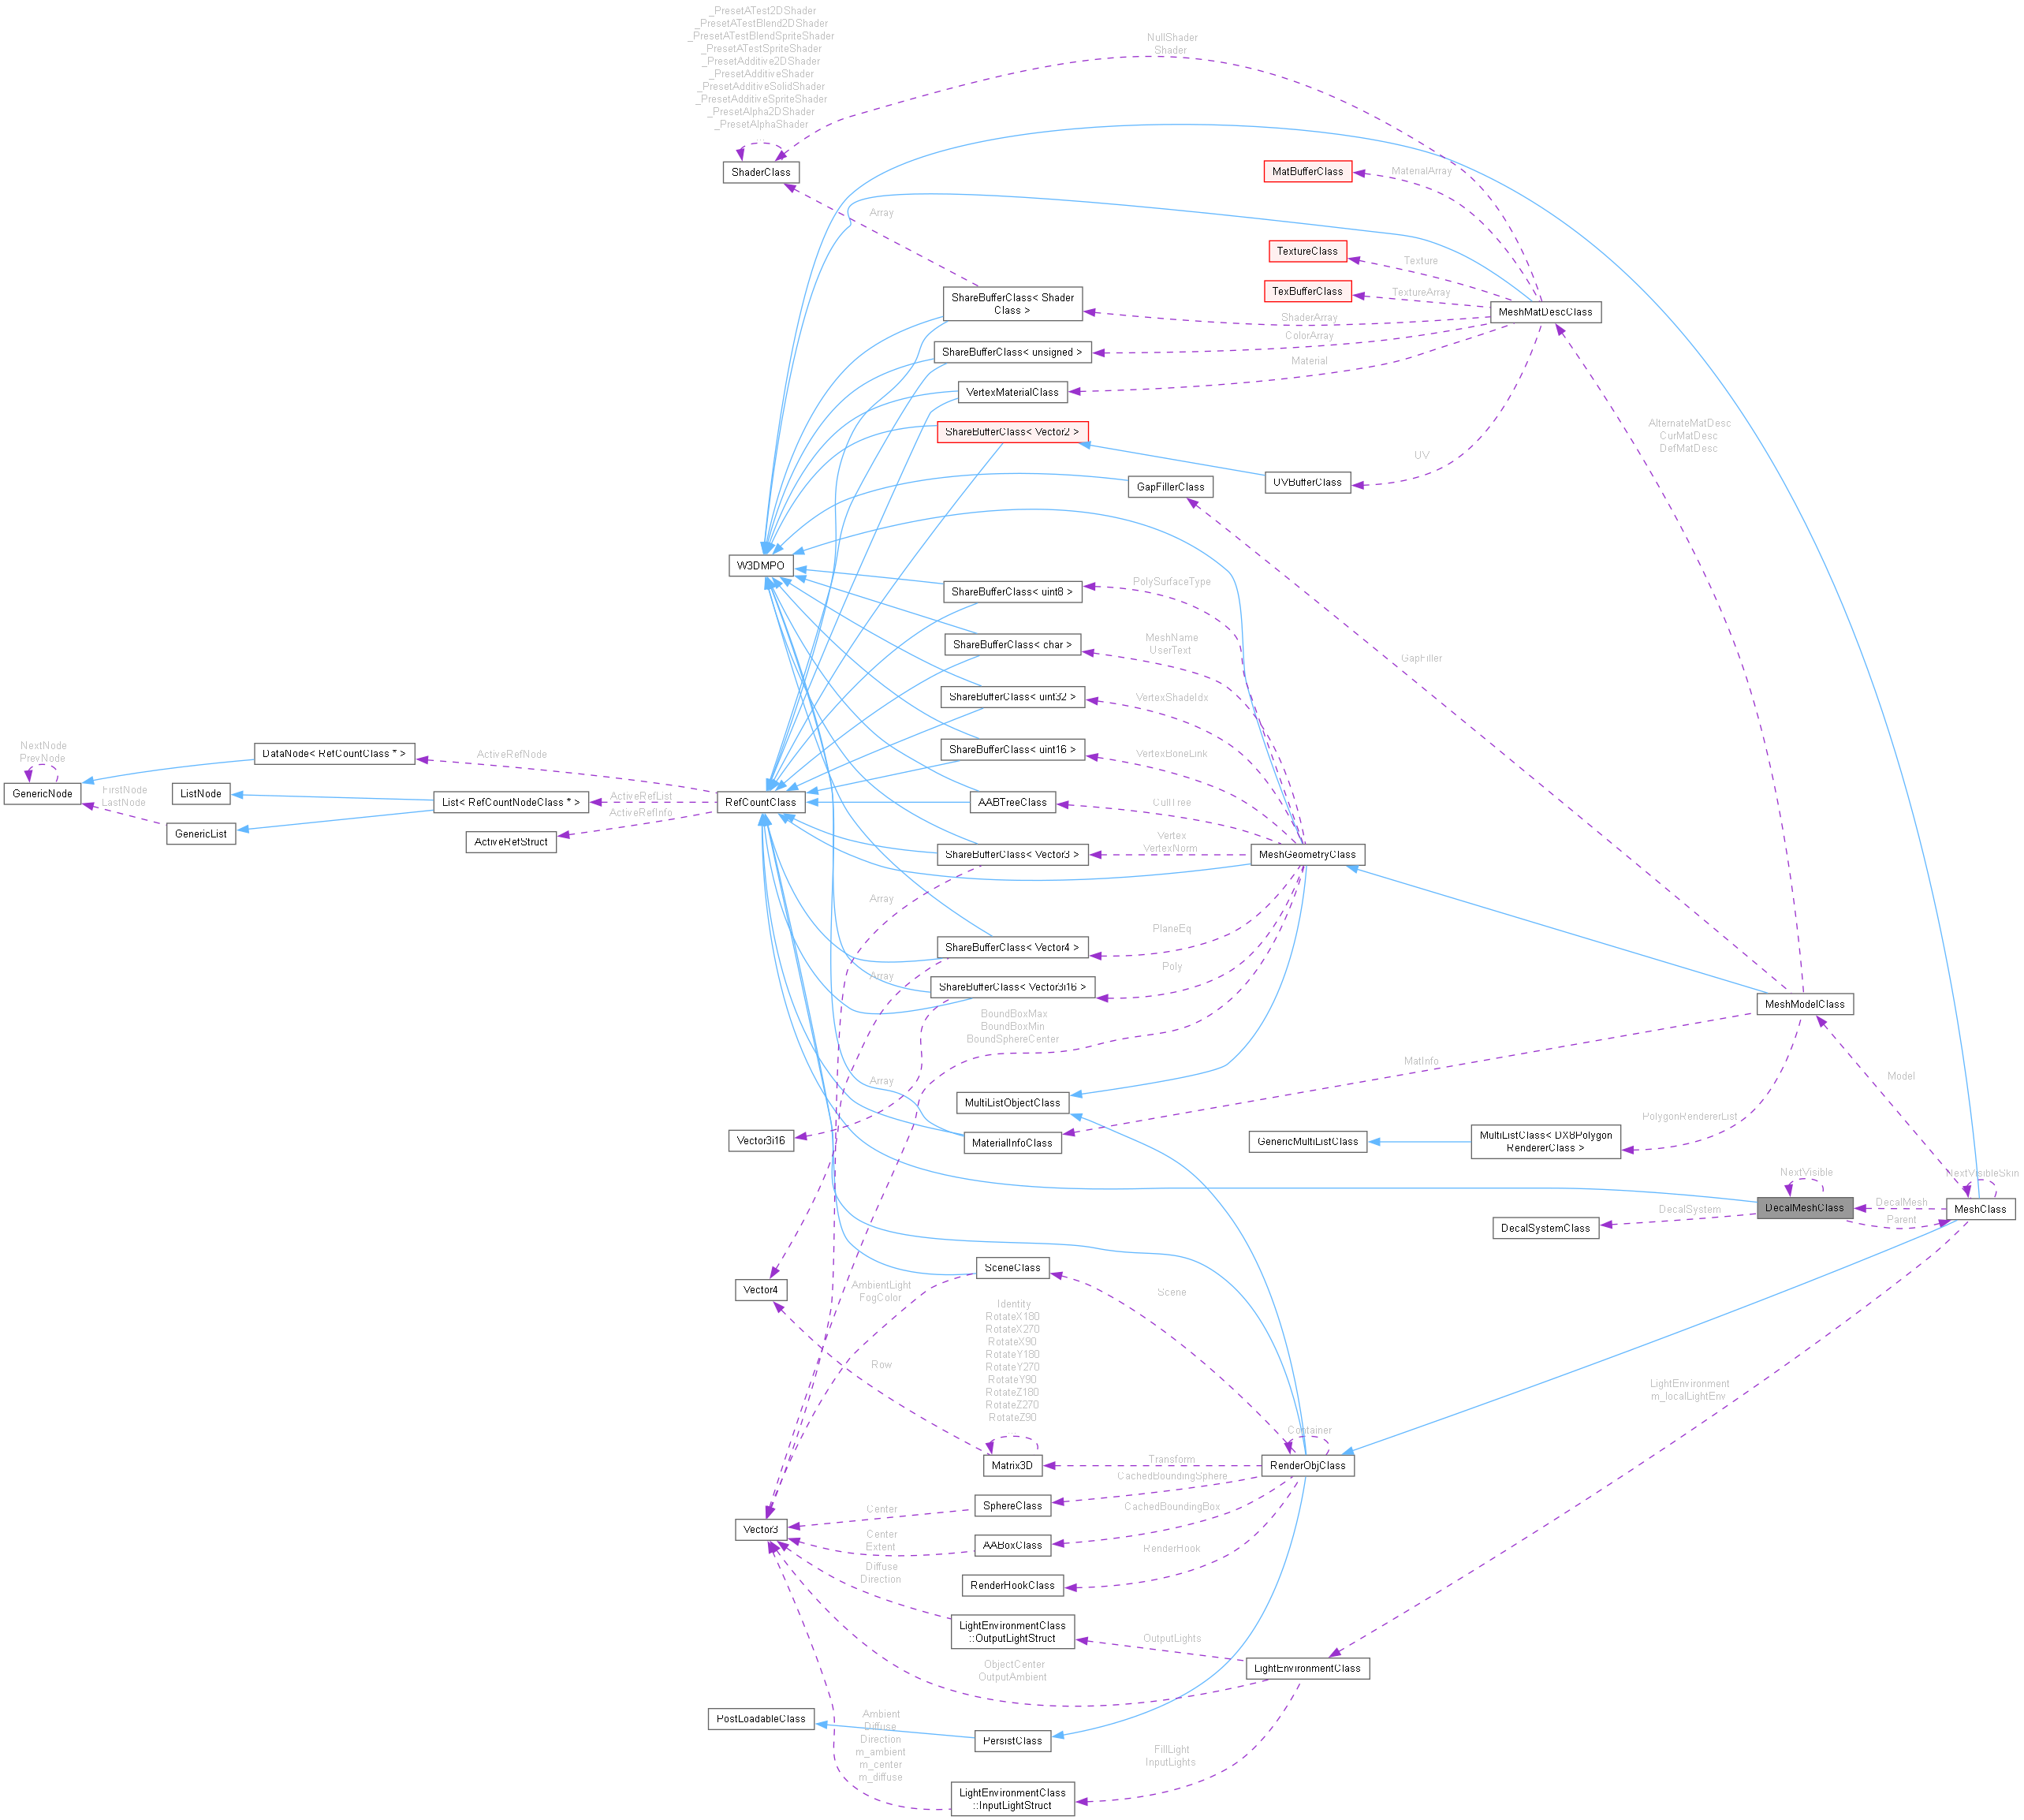 _PresetATest2DShader
_PresetATestBlend2DShader
_PresetATestBlendSpriteShader
_PresetATestSpriteShader
_PresetAdditive2DShader
_PresetAdditiveShader
_PresetAdditiveSolidShader
_PresetAdditiveSpriteShader
_PresetAlpha2DShader
_PresetAlphaShader
NullShader
Shader
ShaderClass
MatBufferClass
MaterialArray
Array
TextureClass
Texture
TexBufferClass
TextureArray
ShareBufferClass< Shader
Class >
ShaderArray
MeshMatDescClass
ColorArray
ShareBufferClass< unsigned >
Material
VertexMaterialClass
AlternateMatDesc
CurMatDesc
DefMatDesc
ShareBufferClass< Vector2 >
UV
UVBufferClass
GapFillerClass
W3DMPO
ShareBufferClass< uint8 >
PolySurfaceType
ShareBufferClass< char >
MeshName
UserText
GapFiller
ShareBufferClass< uint32 >
VertexShadeIdx
ShareBufferClass< uint16 >
VertexBoneLink
NextNode
PrevNode
DataNode< RefCountClass * >
ActiveRefNode
GenericNode
FirstNode
LastNode
ListNode
List< RefCountNodeClass * >
ActiveRefList
RefCountClass
AABTreeClass
CullTree
GenericList
ActiveRefInfo
ActiveRefStruct
ShareBufferClass< Vector3 >
Vertex
VertexNorm
MeshGeometryClass
Array
ShareBufferClass< Vector4 >
PlaneEq
Array
Poly
ShareBufferClass< Vector3i16 >
MeshModelClass
BoundBoxMax
BoundBoxMin
BoundSphereCenter
MatInfo
Array
Model
MultiListObjectClass
PolygonRendererList
Vector3i16
MaterialInfoClass
GenericMultiListClass
MultiListClass< DX8Polygon
RendererClass >
NextVisible
NextVisibleSkin
DecalMeshClass
DecalMesh
MeshClass
DecalSystem
Parent
DecalSystemClass
SceneClass
Vector4
AmbientLight
FogColor
Scene
Identity
RotateX180
RotateX270
RotateX90
RotateY180
RotateY270
RotateY90
RotateZ180
RotateZ270
RotateZ90
Row
LightEnvironment
m_localLightEnv
Container
Matrix3D
Transform
RenderObjClass
CachedBoundingSphere
SphereClass
Center
CachedBoundingBox
Vector3
Center
Extent
AABoxClass
RenderHook
Diffuse
Direction
RenderHookClass
LightEnvironmentClass
::OutputLightStruct
OutputLights
ObjectCenter
OutputAmbient
LightEnvironmentClass
PostLoadableClass
PersistClass
Ambient
Diffuse
Direction
m_ambient
m_center
m_diffuse
FillLight
InputLights
LightEnvironmentClass
::InputLightStruct